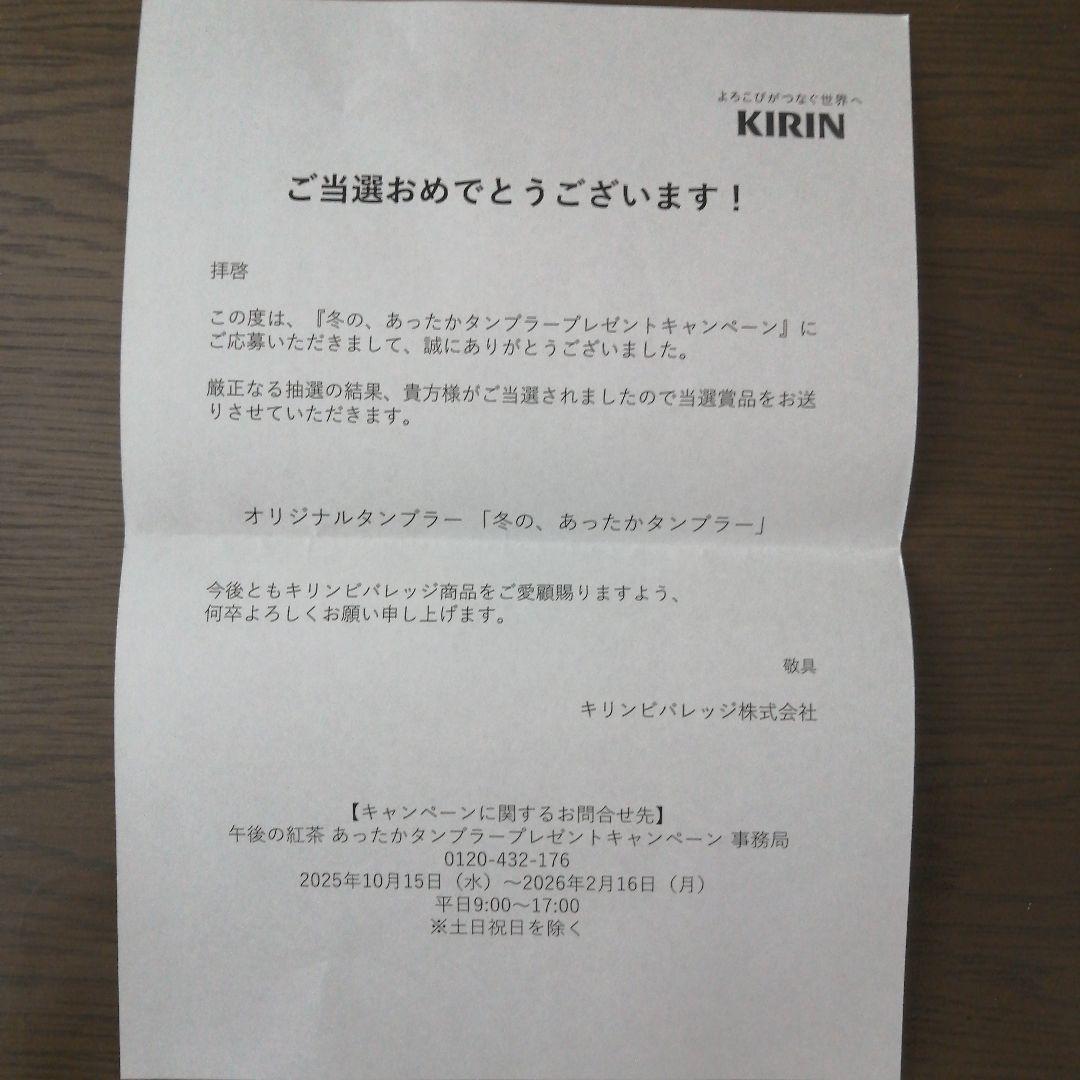 よろこびがつなぐ世界へ
KIRIN
ご当選おめでとうございます！
拝啓
この度は、『冬の、あったかタンブラープレゼントキャンペーン』に
ご応募いただきまして、誠にありがとうございました。
厳正なる抽選の結果、貴方様がご当選されましたので当選賞品をお送
りさせていただきます。
オリジナルタンブラー「冬の、あったかタンブラー」
今後ともキリンビバレッジ商品をご愛顧賜りますよう、
何卒よろしくお願い申し上げます。
敬具
キリンビバレッジ株式会社
【キャンペーンに関するお問合せ先】
午後の紅茶 あったかタンブラープレゼントキャンペーン 事務局
0120-432-176
2025年10月15日（水）～2026年2月16日（月）
平日9:00～17:00
※土日祝日を除く